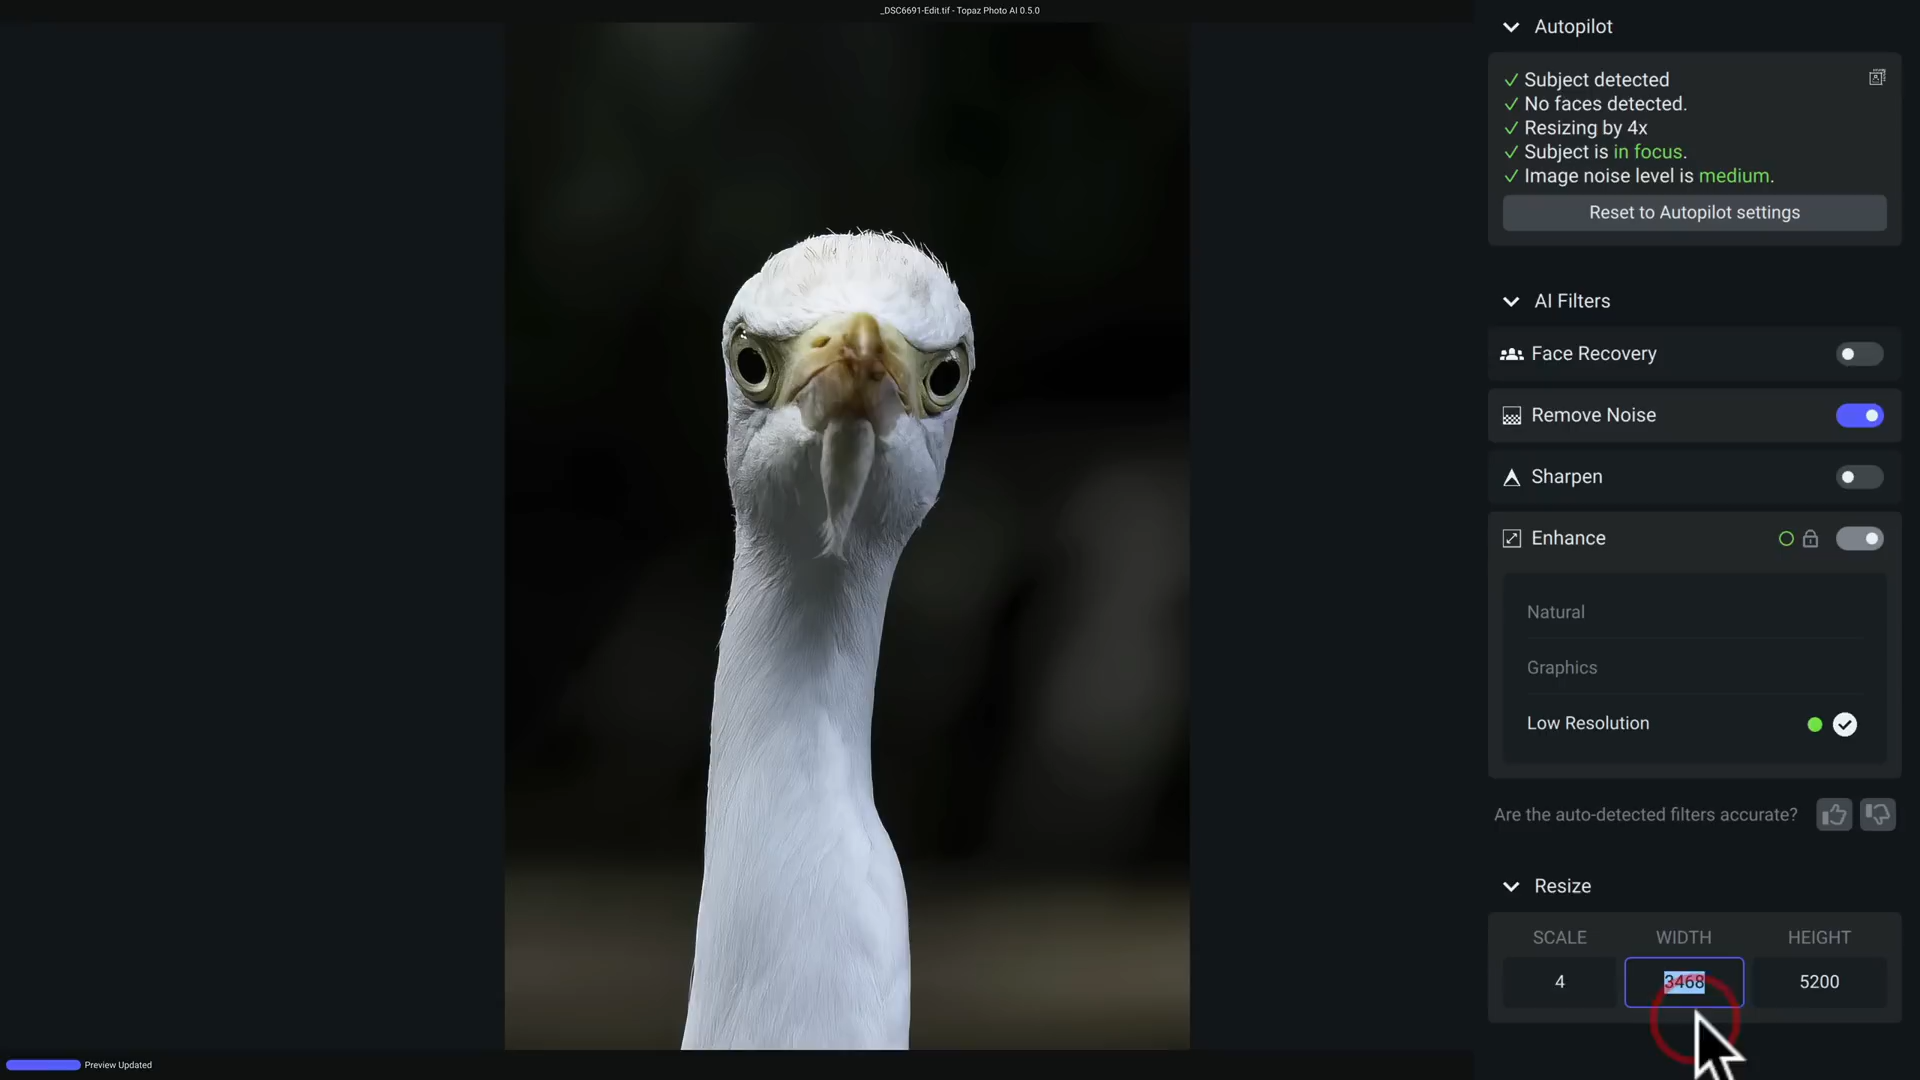 _DSC6691-Edit.tif - Topaz Photo AI 0.5.0
Autopilot
Subject detected
No faces detected.
Resizing by 4x
Subject is in focus.
Image noise level is medium.
Reset to Autopilot settings
AI Filters
Face Recovery
Remove Noise
Sharpen
Enhance
Natural
Graphics
Low Resolution
Are the auto-detected filters accurate?
Resize
SCALE WIDTH HEIGHT
4 3468 5200
Preview Updated